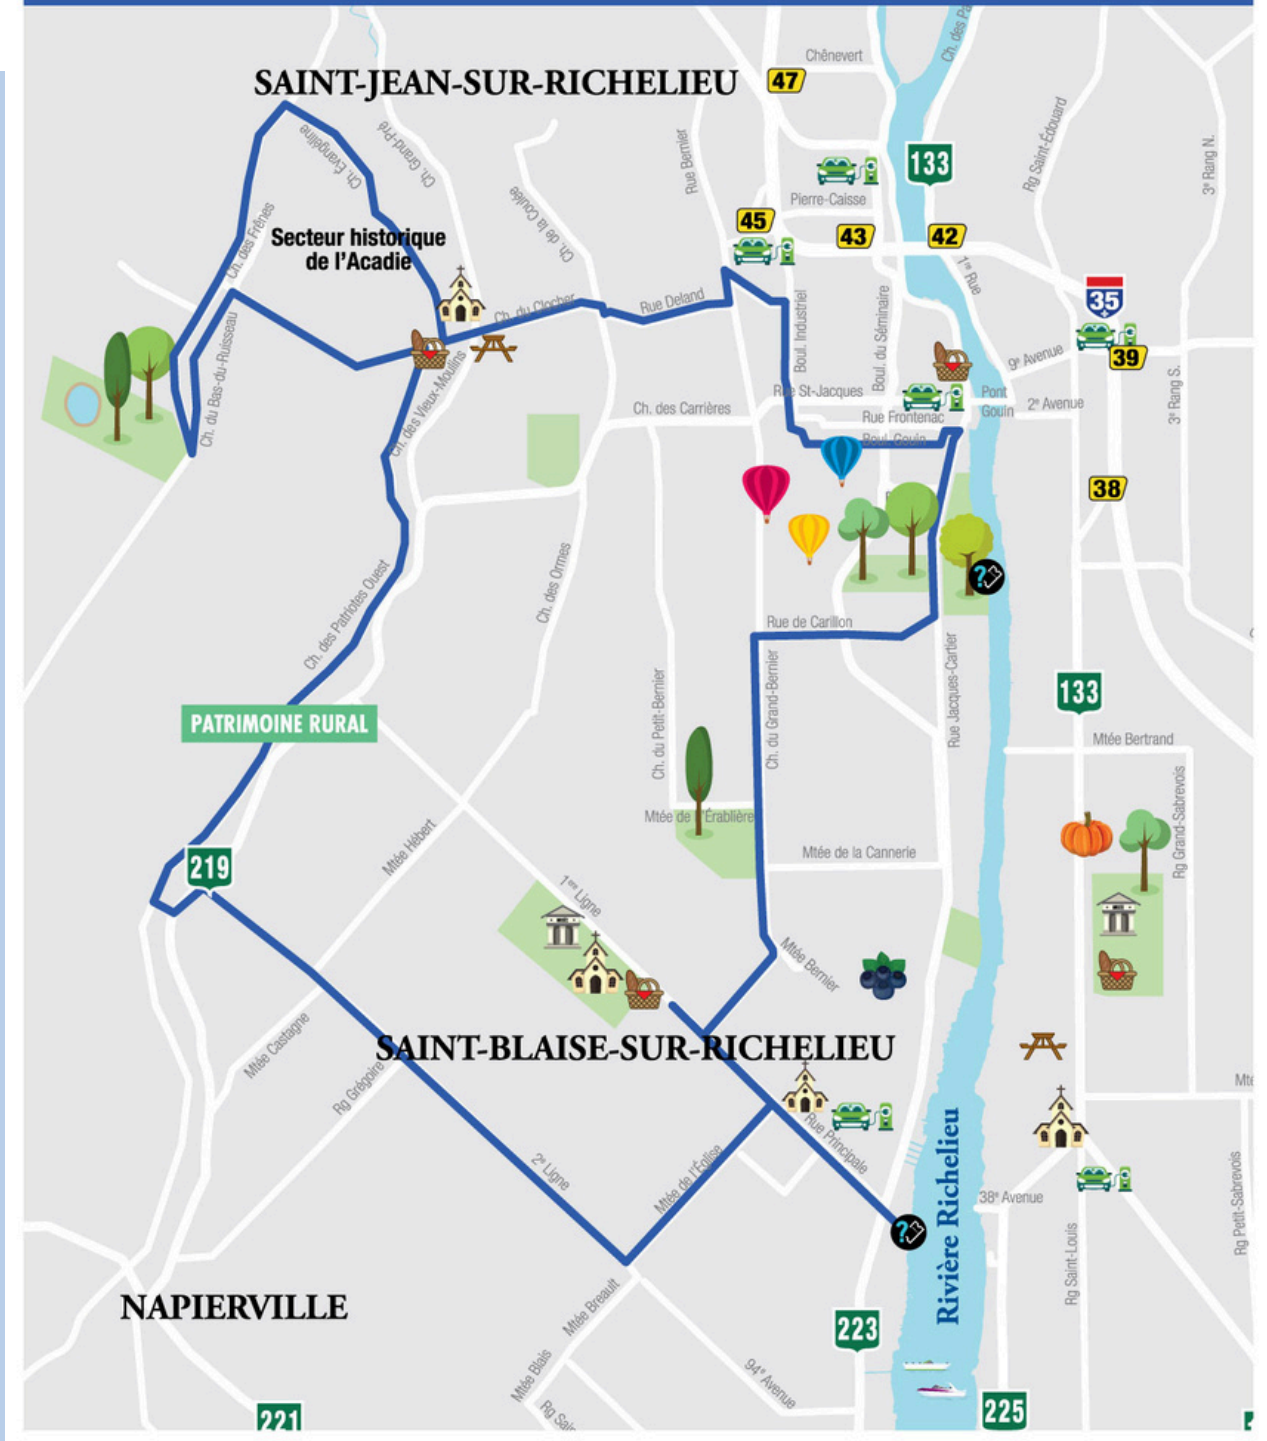 Chênevert
Ch. des Pa
SAINT-JEAN-SUR-RICHELIEU
47
Ch. Évangéline
Ch. Grand-Pré
Rue Bernier
133
Rg Saint-Édouard
3e Rang N.
Pierre-Caisse
Ch. de la Coulée
45
43
42
Ch. des Frênes
Secteur historique
de l'Acadie
1re Rue
35
Ch. du Clocher
Rue Deland
Boul. Industriel
Boul. du Séminaire
9e Avenue
39
Ch. du Bas-du-Ruisseau
Ch. des Vieux-Moulins
Rue St-Jacques
Pont
Gouin
2e Avenue
3e Rang S.
Ch. des Carrières
Rue Frontenac
Boul. Gouin
38
?
Ch. des Ormes
Ch. des Patriotes Ouest
Rue de Carillon
Ch. du Petit-Bernier
Ch. du Grand-Bernier
Rue Jacques-Cartier
133
PATRIMOINE RURAL
Mtée Bertrand
Rg Grand-Sabrevois
Mtée de l'Érablière
Mtée Hébert
Mtée de la Cannerie
219
1ère Ligne
Mtée Bernier
SAINT-BLAISE-SUR-RICHELIEU
Mtée Castagne
Rg Grégoire
Mté
Rue Principale
2e Ligne
Mtée de l'Église
Rivière Richelieu
38e Avenue
Rg Saint-Louis
Rg Petit-Sabrevois
?
NAPIERVILLE
Mtée Breault
223
Mtée Blais
94e Avenue
Rg Sai
221
225